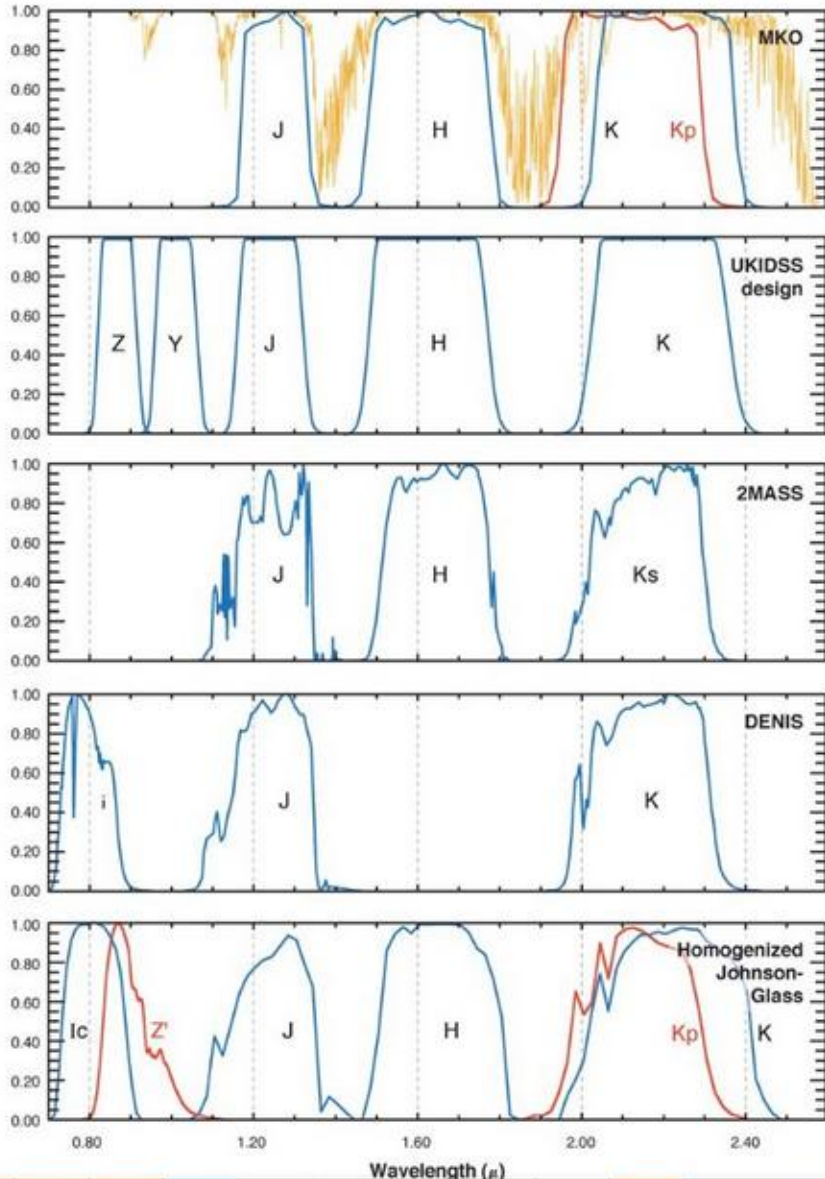 1.00
0.80
0.60
0.40
0.20
0.00
MKO
J
H
K
Kp
1.00
0.80
0.60
0.40
0.20
0.00
UKIDSS
design
Z
Y
J
H
K
1.00
0.80
0.60
0.40
0.20
0.00
2MASS
J
H
Ks
1.00
0.80
0.60
0.40
0.20
0.00
DENIS
i
J
K
1.00
0.80
0.60
0.40
0.20
0.00
Homogenized
Johnson-
Glass
Ic
Z'
J
H
Kp
K
0.80 1.20 1.60 2.00 2.40
Wavelength (μ)